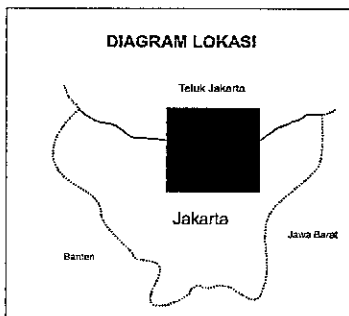 DIAGRAM LOKASI
Teluk Jakarta
Jakarta
Jawa Barat
Banten